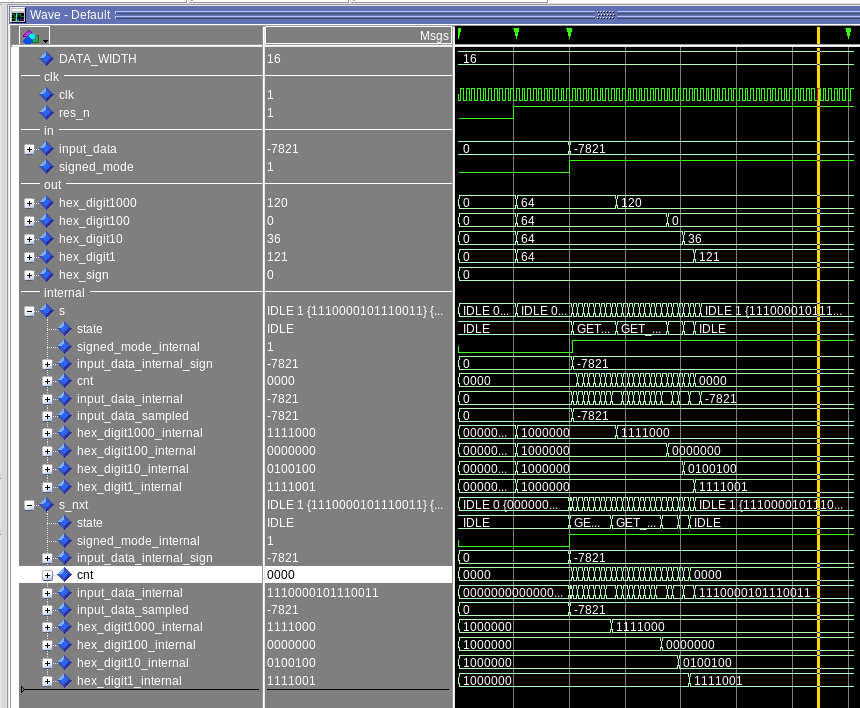 Wave - Default
Msgs
DATA_WIDTH 16 16
clk
clk 1
res_n 1
in
input_data -7821 0 -7821
signed_mode 1
out
hex_digit1000 120 0 64 120
hex_digit100 0 0 64 0
hex_digit10 36 0 64 36
hex_digit1 121 0 64 121
hex_sign 0 0
internal
s IDLE 1 {1110000101110011} {... IDLE 0... IDLE 0... IDLE 1 {111000010111...
state IDLE IDLE GET... GET_... IDLE
signed_mode_internal 1
input_data_internal_sign -7821 0 -7821
cnt 0000 0000 0000
input_data_internal -7821 0 -7821
input_data_sampled -7821 0 -7821
hex_digit1000_internal 1111000 00000... 1000000 1111000
hex_digit100_internal 0000000 00000... 1000000 0000000
hex_digit10_internal 0100100 00000... 1000000 0100100
hex_digit1_internal 1111001 00000... 1000000 1111001
s_nxt IDLE 1 {1110000101110011} {... IDLE 0 {000000... IDLE 1 {1110000101110...
state IDLE IDLE GE... GET_... IDLE
signed_mode_internal 1
input_data_internal_sign -7821 0 -7821
cnt 0000 0000 0000
input_data_internal 1110000101110011 0000000000000... 1110000101110011
input_data_sampled -7821 0 -7821
hex_digit1000_internal 1111000 1000000 1111000
hex_digit100_internal 0000000 1000000 0000000
hex_digit10_internal 0100100 1000000 0100100
hex_digit1_internal 1111001 1000000 1111001